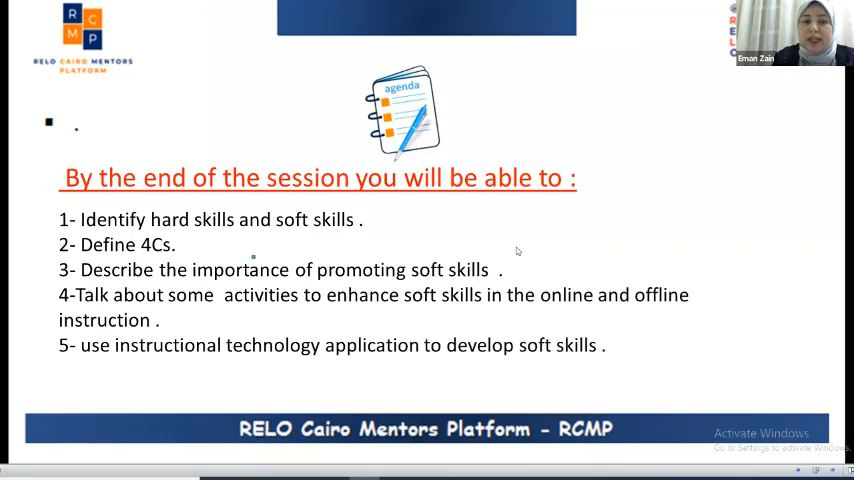 R
C
M
P
RELO CAIRO MENTORS
PLATFORM
R
E
L
Eman Zain
agenda
By the end of the session you will be able to :
1- Identify hard skills and soft skills .
2- Define 4Cs.
3- Describe the importance of promoting soft skills .
4-Talk about some activities to enhance soft skills in the online and offline
instruction .
5- use instructional technology application to develop soft skills .
RELO Cairo Mentors Platform - RCMP
Activate Windows
Go to Settings to activate Windows.